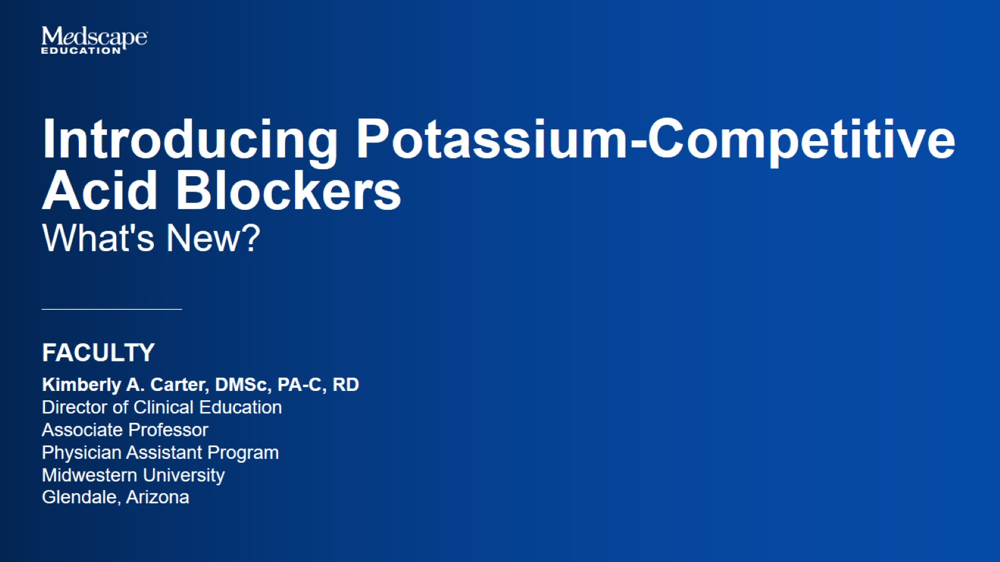 Medscape
EDUCATION
Introducing Potassium-Competitive
Acid Blockers
What's New?
FACULTY
Kimberly A. Carter, DMSc, PA-C, RD
Director of Clinical Education
Associate Professor
Physician Assistant Program
Midwestern University
Glendale, Arizona